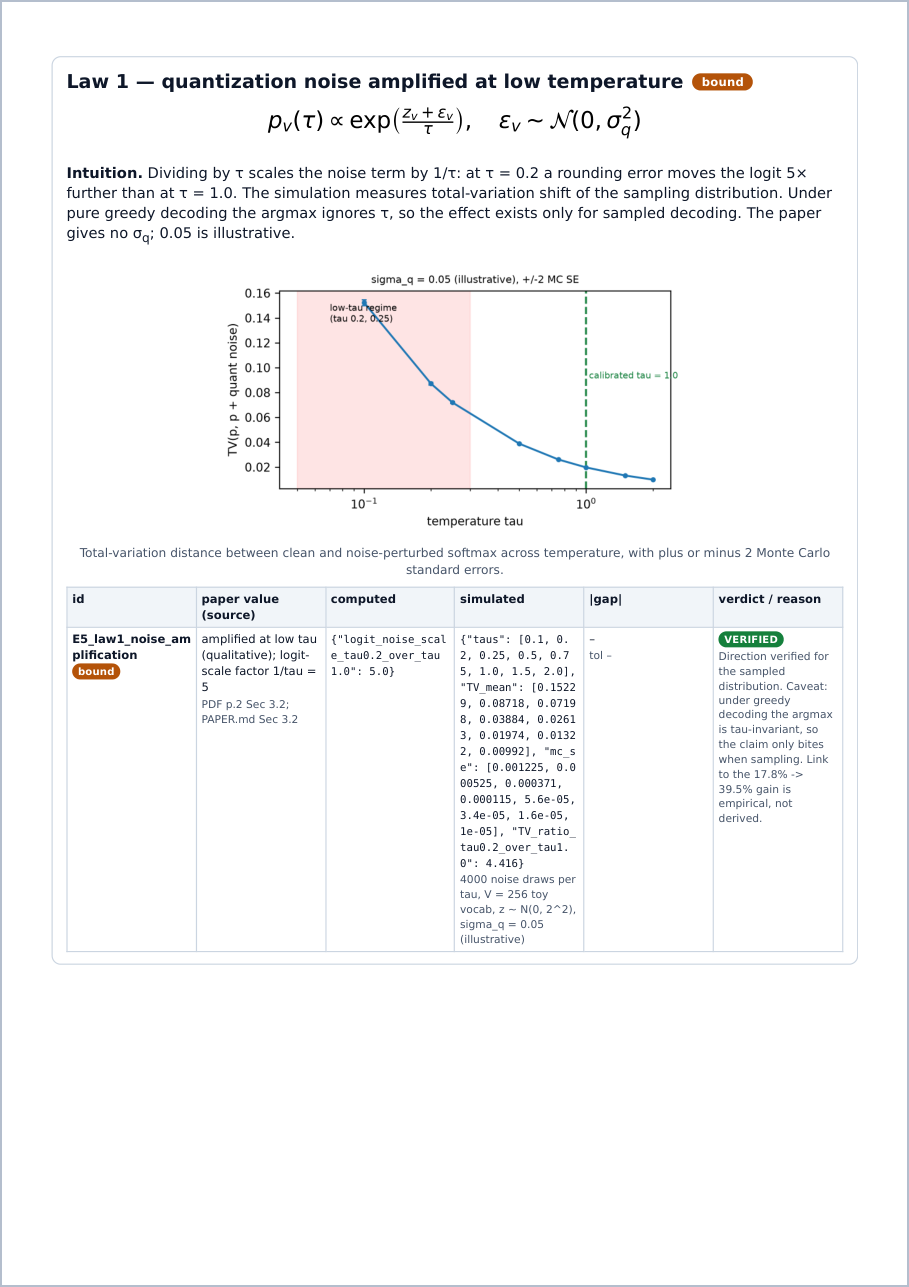 Law 1 — quantization noise amplified at low temperature bound
p_v(τ) ∝ exp((z_v + ε_v)/τ), ε_v ~ 𝒩(0, σ_q^2)
Intuition. Dividing by τ scales the noise term by 1/τ: at τ = 0.2 a rounding error moves the logit 5×
further than at τ = 1.0. The simulation measures total-variation shift of the sampling distribution. Under
pure greedy decoding the argmax ignores τ, so the effect exists only for sampled decoding. The paper
gives no σq; 0.05 is illustrative.
sigma_q = 0.05 (illustrative), +/-2 MC SE
0.16
0.14
0.12
0.10
0.08
0.06
0.04
0.02
TV(p, p + quant noise)
low-tau regime
(tau 0.2, 0.25)
calibrated tau = 1.0
10⁻¹
10⁰
temperature tau
Total-variation distance between clean and noise-perturbed softmax across temperature, with plus or minus 2 Monte Carlo
standard errors.
id
paper value
(source)
computed
simulated
|gap|
verdict / reason
E5_law1_noise_am
plification
bound
amplified at low tau
(qualitative); logit-
scale factor 1/tau =
5
PDF p.2 Sec 3.2;
PAPER.md Sec 3.2
{"logit_noise_scal
e_tau0.2_over_tau
1.0": 5.0}
{"taus": [0.1, 0.
2, 0.25, 0.5, 0.7
5, 1.0, 1.5, 2.0],
"TV_mean": [0.1522
9, 0.08718, 0.0719
8, 0.03884, 0.0261
3, 0.01974, 0.0132
2, 0.00992], "mc_s
e": [0.001225, 0.0
00525, 0.000371,
0.000115, 5.6e-05,
3.4e-05, 1.6e-05,
1e-05], "TV_ratio_
tau0.2_over_tau1.
0": 4.416}
4000 noise draws per
tau, V = 256 toy
vocab, z ~ N(0, 2^2),
sigma_q = 0.05
(illustrative)
–
tol –
VERIFIED
Direction verified for
the sampled
distribution. Caveat:
under greedy
decoding the argmax
is tau-invariant, so
the claim only bites
when sampling. Link
to the 17.8% ->
39.5% gain is
empirical, not
derived.